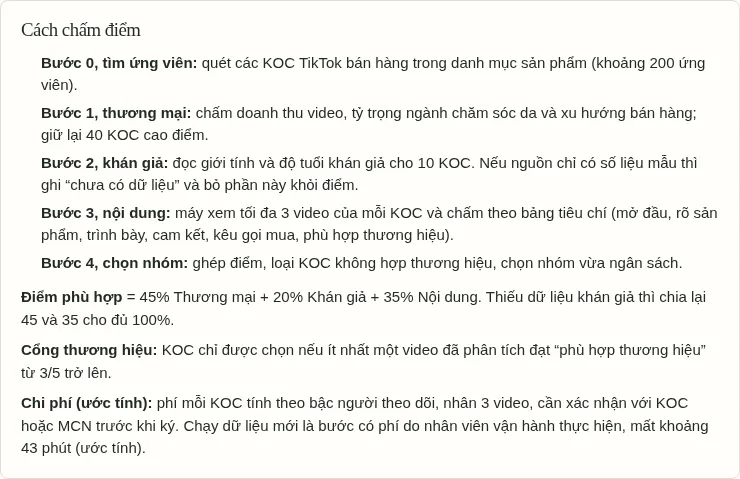 Cách chấm điểm
Bước 0, tìm ứng viên: quét các KOC TikTok bán hàng trong danh mục sản phẩm (khoảng 200 ứng
viên).
Bước 1, thương mại: chấm doanh thu video, tỷ trọng ngành chăm sóc da và xu hướng bán hàng;
giữ lại 40 KOC cao điểm.
Bước 2, khán giả: đọc giới tính và độ tuổi khán giả cho 10 KOC. Nếu nguồn chỉ có số liệu mẫu thì
ghi “chưa có dữ liệu” và bỏ phần này khỏi điểm.
Bước 3, nội dung: máy xem tối đa 3 video của mỗi KOC và chấm theo bảng tiêu chí (mở đầu, rõ sản
phẩm, trình bày, cam kết, kêu gọi mua, phù hợp thương hiệu).
Bước 4, chọn nhóm: ghép điểm, loại KOC không hợp thương hiệu, chọn nhóm vừa ngân sách.
Điểm phù hợp = 45% Thương mại + 20% Khán giả + 35% Nội dung. Thiếu dữ liệu khán giả thì chia lại
45 và 35 cho đủ 100%.
Cổng thương hiệu: KOC chỉ được chọn nếu ít nhất một video đã phân tích đạt “phù hợp thương hiệu”
từ 3/5 trở lên.
Chi phí (ước tính): phí mỗi KOC tính theo bậc người theo dõi, nhân 3 video, cần xác nhận với KOC
hoặc MCN trước khi ký. Chạy dữ liệu mới là bước có phí do nhân viên vận hành thực hiện, mất khoảng
43 phút (ước tính).